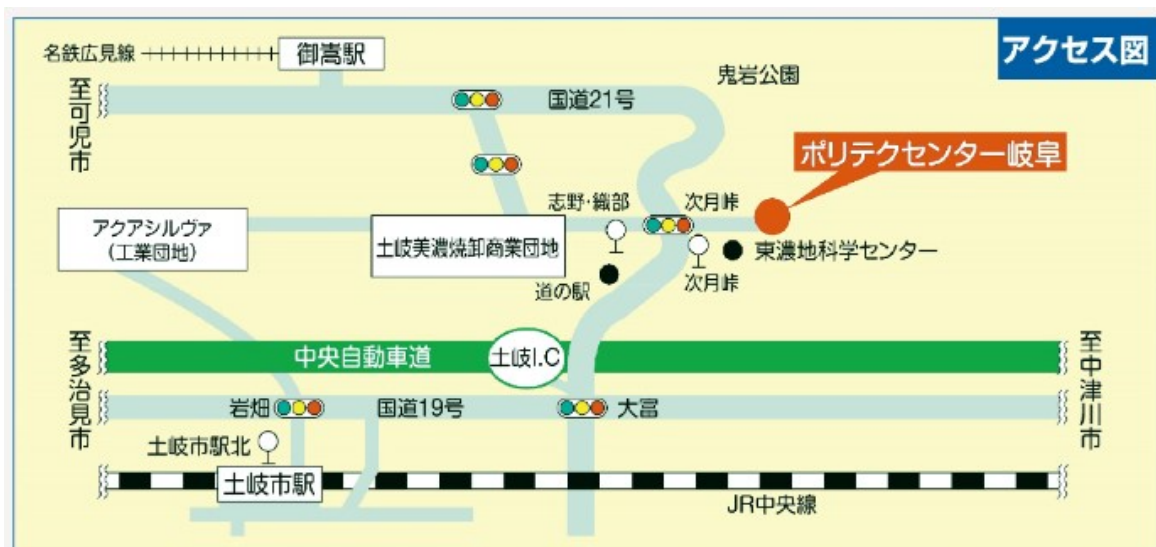 アクセス図
名鉄広見線
御嵩駅
鬼岩公園
至可児市
国道21号
ポリテクセンター岐阜
志野・織部
次月峠
アクアシルヴァ
（工業団地）
土岐美濃焼卸商業団地
東濃地科学センター
道の駅
次月峠
至多治見市
中央自動車道
土岐I.C
至中津川市
岩畑
国道19号
大冨
土岐市駅北
土岐市駅
JR中央線